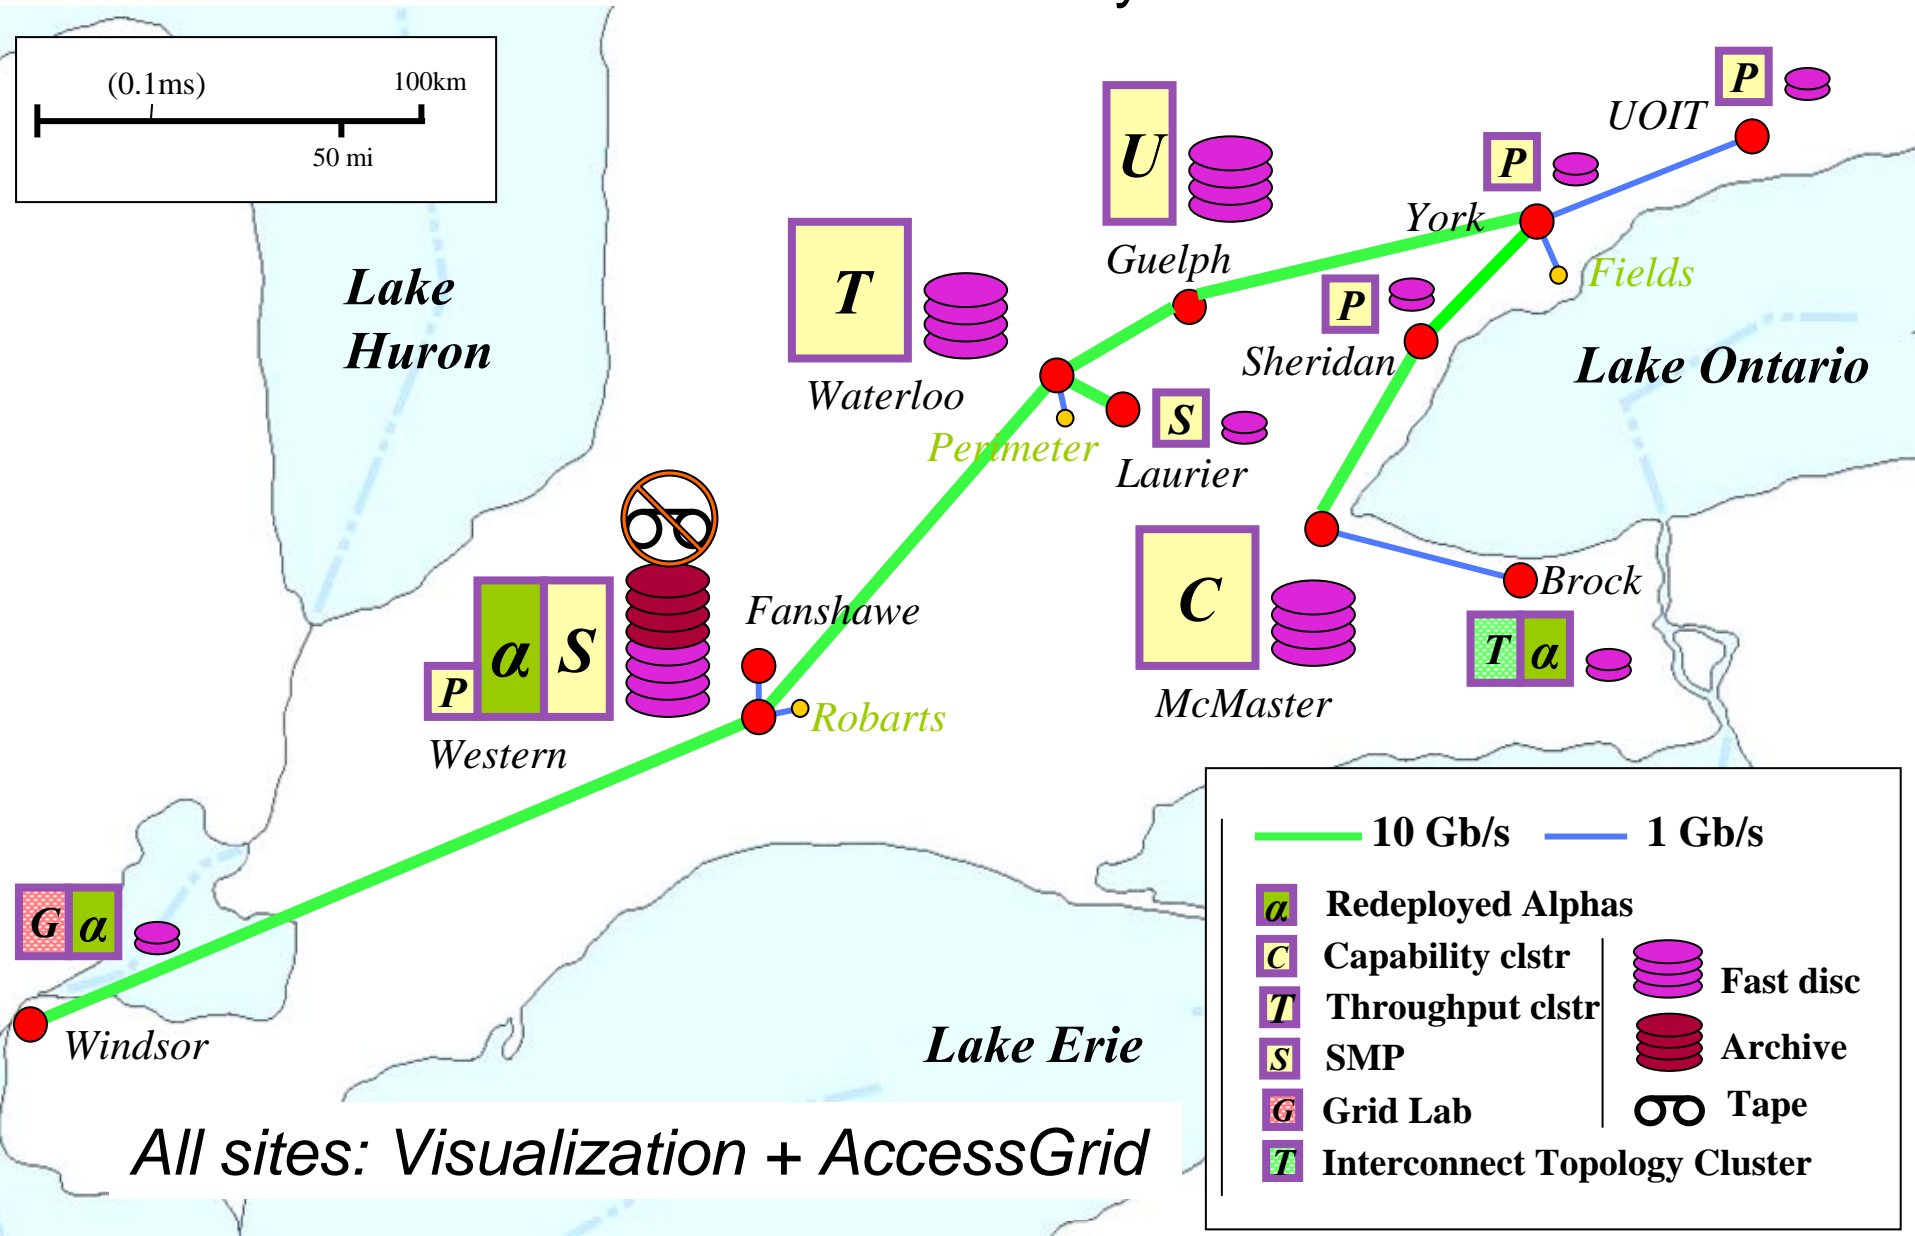 (0.1ms)
100km
50 mi
P
UOIT
U
P
York
Guelph
Fields
T
Lake
Huron
P
Sheridan
Lake Ontario
Waterloo
S
Perimeter
Laurier
C
Brock
Fanshawe
T α
P α S
McMaster
Robarts
Western
10 Gb/s 1 Gb/s
α Redeployed Alphas
G α
C Capability clstr
Fast disc
T Throughput clstr
Windsor
Lake Erie
S SMP
Archive
G Grid Lab
Tape
All sites: Visualization + AccessGrid
T Interconnect Topology Cluster